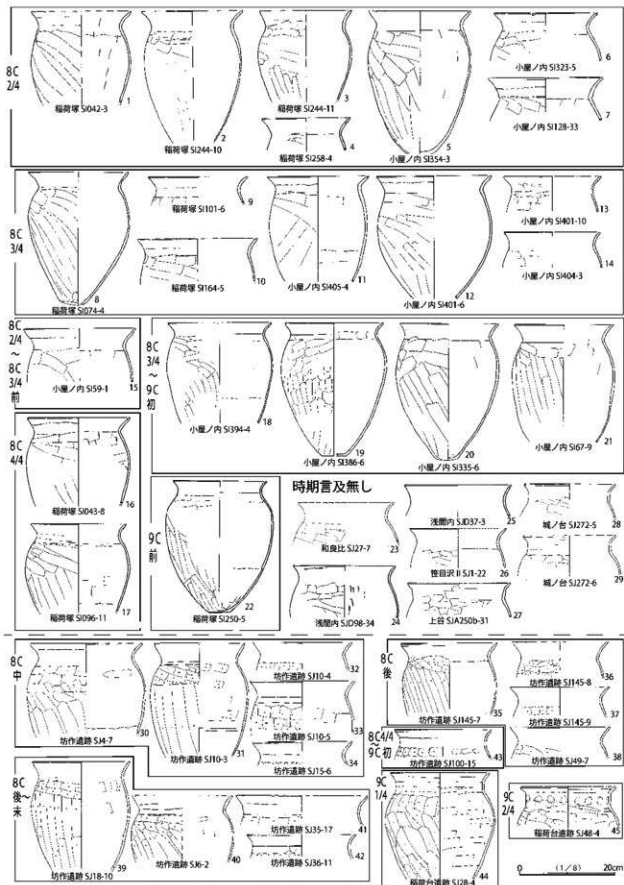 8C
2/4
稲荷塚 SI042-3
1
稲荷塚 SI244-10
2
稲荷塚 SI244-11
3
稲荷塚 SI258-4
4
小屋ノ内 SI354-3
5
小屋ノ内 SI323-5
6
小屋ノ内 SI128-33
7
8C
3/4
稲荷塚 SI074-4
8
稲荷塚 SI101-6
9
稲荷塚 SI164-5
10
小屋ノ内 SI405-4
11
小屋ノ内 SI401-6
12
小屋ノ内 SI401-10
13
小屋ノ内 SI404-3
14
8C
2/4
〜
8C
3/4
前
小屋ノ内 SI59-1
15
8C
4/4
稲荷塚 SI043-8
16
稲荷塚 SI096-11
17
8C
3/4
〜
9C
初
小屋ノ内 SI394-4
18
小屋ノ内 SI386-6
19
小屋ノ内 SI335-6
20
小屋ノ内 SI67-9
21
9C
前
稲荷塚 SI250-5
22
時期言及無し
和良比 SJ27-7
23
浅間内 SJD98-34
24
浅間内 SJD37-3
25
笹目沢Ⅱ SJ1-22
26
上谷 SJA250b-31
27
城ノ台 SJ272-5
28
城ノ台 SJ272-6
29
8C
中
坊作遺跡 SJ4-7
30
坊作遺跡 SJ10-3
31
坊作遺跡 SJ10-4
32
坊作遺跡 SJ10-5
33
坊作遺跡 SJ15-6
34
8C
後
坊作遺跡 SJ145-7
35
坊作遺跡 SJ145-8
36
坊作遺跡 SJ145-9
37
坊作遺跡 SJ49-7
38
8C
後〜
末
坊作遺跡 SJ18-10
39
坊作遺跡 SJ6-2
40
坊作遺跡 SJ35-17
41
坊作遺跡 SJ36-11
42
8C4/4
〜
9C初
坊作遺跡 SJ100-15
43
9C
1/4
稲荷台遺跡 SJ28-4
44
9C
2/4
稲荷台遺跡 SJ48-4
45
0 (1/8) 20cm